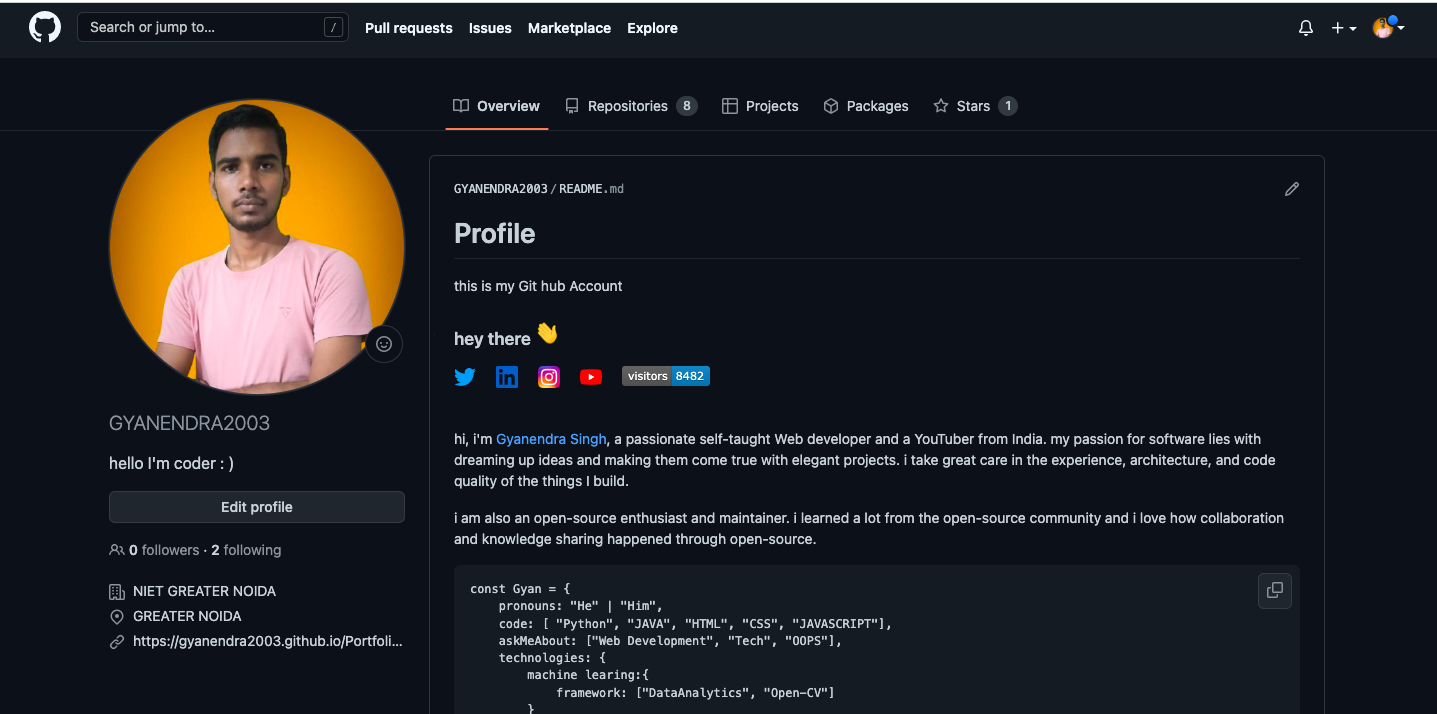 Search or jump to...
/
Pull requests
Issues
Marketplace
Explore
Overview
Repositories 8
Projects
Packages
Stars 1
GYANENDRA2003
hello I'm coder : )
Edit profile
0 followers · 2 following
NIET GREATER NOIDA
GREATER NOIDA
https://gyanendra2003.github.io/Portfoli...
GYANENDRA2003/README.md
Profile
this is my Git hub Account
hey there 👋
visitors 8482
hi, i'm Gyanendra Singh, a passionate self-taught Web developer and a YouTuber from India. my passion for software lies with
dreaming up ideas and making them come true with elegant projects. i take great care in the experience, architecture, and code
quality of the things I build.
i am also an open-source enthusiast and maintainer. i learned a lot from the open-source community and i love how collaboration
and knowledge sharing happened through open-source.
const Gyan = {
    pronouns: "He" | "Him",
    code: [ "Python", "JAVA", "HTML", "CSS", "JAVASCRIPT"],
    askMeAbout: ["Web Development", "Tech", "OOPS"],
    technologies: {
        machine learing:{
            framework: ["DataAnalytics", "Open-CV"]
        }